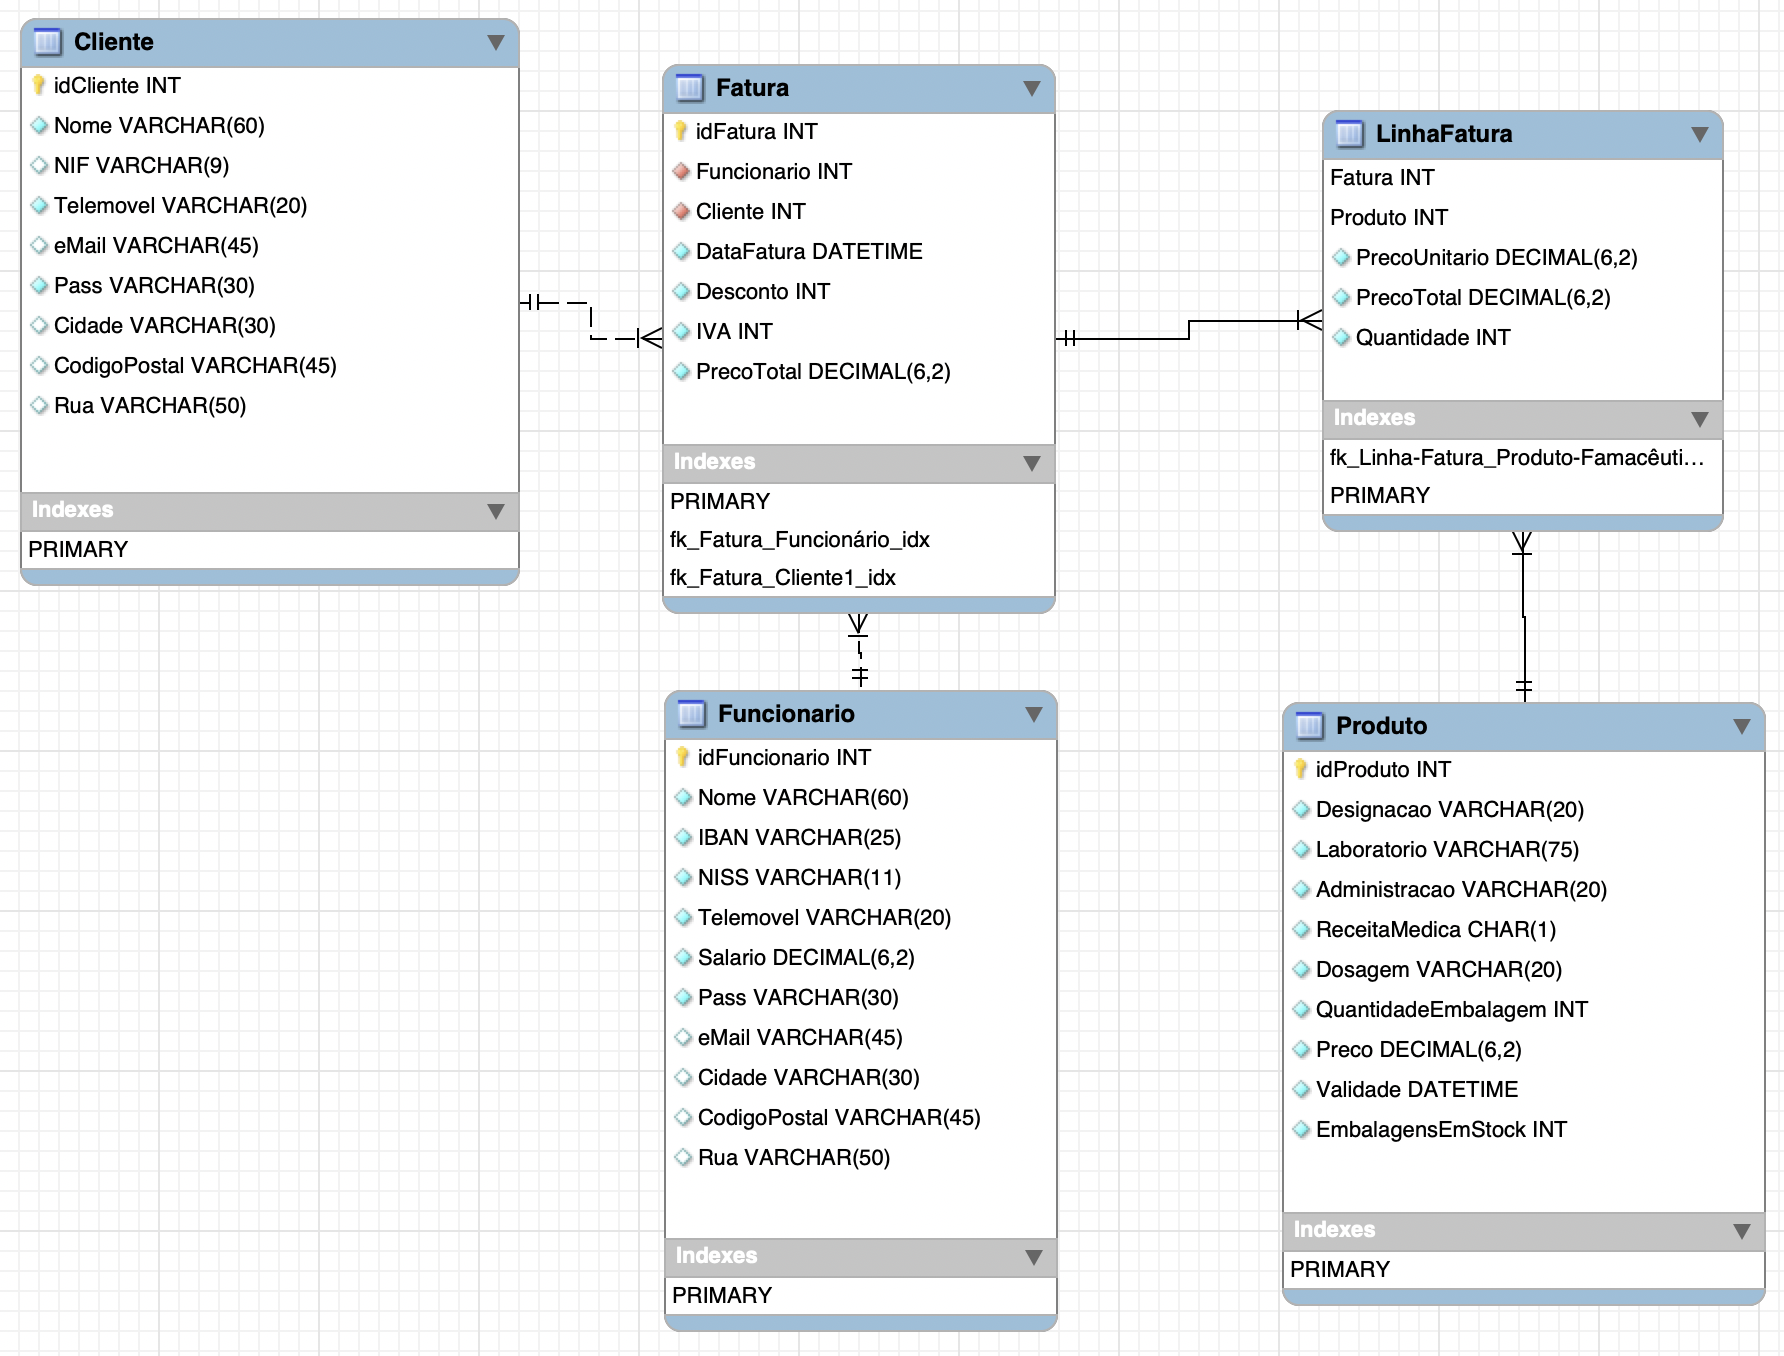 Cliente
idCliente INT
Nome VARCHAR(60)
NIF VARCHAR(9)
Telemovel VARCHAR(20)
eMail VARCHAR(45)
Pass VARCHAR(30)
Cidade VARCHAR(30)
CodigoPostal VARCHAR(45)
Rua VARCHAR(50)
Indexes
PRIMARY
Fatura
idFatura INT
Funcionario INT
Cliente INT
DataFatura DATETIME
Desconto INT
IVA INT
PrecoTotal DECIMAL(6,2)
Indexes
PRIMARY
fk_Fatura_Funcionário_idx
fk_Fatura_Cliente1_idx
LinhaFatura
Fatura INT
Produto INT
PrecoUnitario DECIMAL(6,2)
PrecoTotal DECIMAL(6,2)
Quantidade INT
Indexes
fk_Linha-Fatura_Produto-Famacêuti...
PRIMARY
Funcionario
idFuncionario INT
Nome VARCHAR(60)
IBAN VARCHAR(25)
NISS VARCHAR(11)
Telemovel VARCHAR(20)
Salario DECIMAL(6,2)
Pass VARCHAR(30)
eMail VARCHAR(45)
Cidade VARCHAR(30)
CodigoPostal VARCHAR(45)
Rua VARCHAR(50)
Indexes
PRIMARY
Produto
idProduto INT
Designacao VARCHAR(20)
Laboratorio VARCHAR(75)
Administracao VARCHAR(20)
ReceitaMedica CHAR(1)
Dosagem VARCHAR(20)
QuantidadeEmbalagem INT
Preco DECIMAL(6,2)
Validade DATETIME
EmbalagensEmStock INT
Indexes
PRIMARY